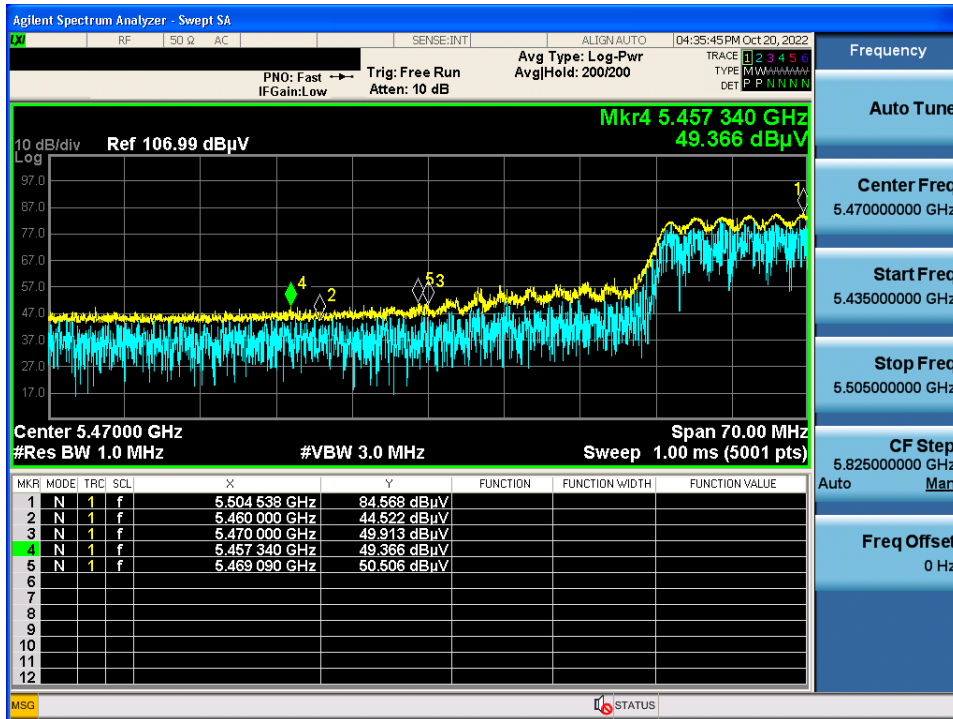 Agilent Spectrum Analyzer - Swept SA
LXI RF 50 Ω AC SENSE:INT ALIGN AUTO 04:35:45 PM Oct 20, 2022
PNO: Fast
IFGain:Low
Trig: Free Run
Atten: 10 dB
Avg Type: Log-Pwr
Avg|Hold: 200/200
TRACE 1 2 3 4 5 6
TYPE M W W W W W
DET P P N N N N
Mkr4 5.457 340 GHz
49.366 dBµV
10 dB/div Ref 106.99 dBµV
Log
97.0
87.0
77.0
67.0
57.0
47.0
37.0
27.0
17.0
1
4
2
5
3
Center 5.47000 GHz Span 70.00 MHz
#Res BW 1.0 MHz #VBW 3.0 MHz Sweep 1.00 ms (5001 pts)
MKR MODE TRC SCL X Y FUNCTION FUNCTION WIDTH FUNCTION VALUE
1 N 1 f 5.504 538 GHz 84.568 dBµV
2 N 1 f 5.460 000 GHz 44.522 dBµV
3 N 1 f 5.470 000 GHz 49.913 dBµV
4 N 1 f 5.457 340 GHz 49.366 dBµV
5 N 1 f 5.469 090 GHz 50.506 dBµV
6
7
8
9
10
11
12
MSG STATUS
Frequency
Auto Tune
Center Freq
5.470000000 GHz
Start Freq
5.435000000 GHz
Stop Freq
5.505000000 GHz
CF Step
5.825000000 GHz
Auto Man
Freq Offset
0 Hz